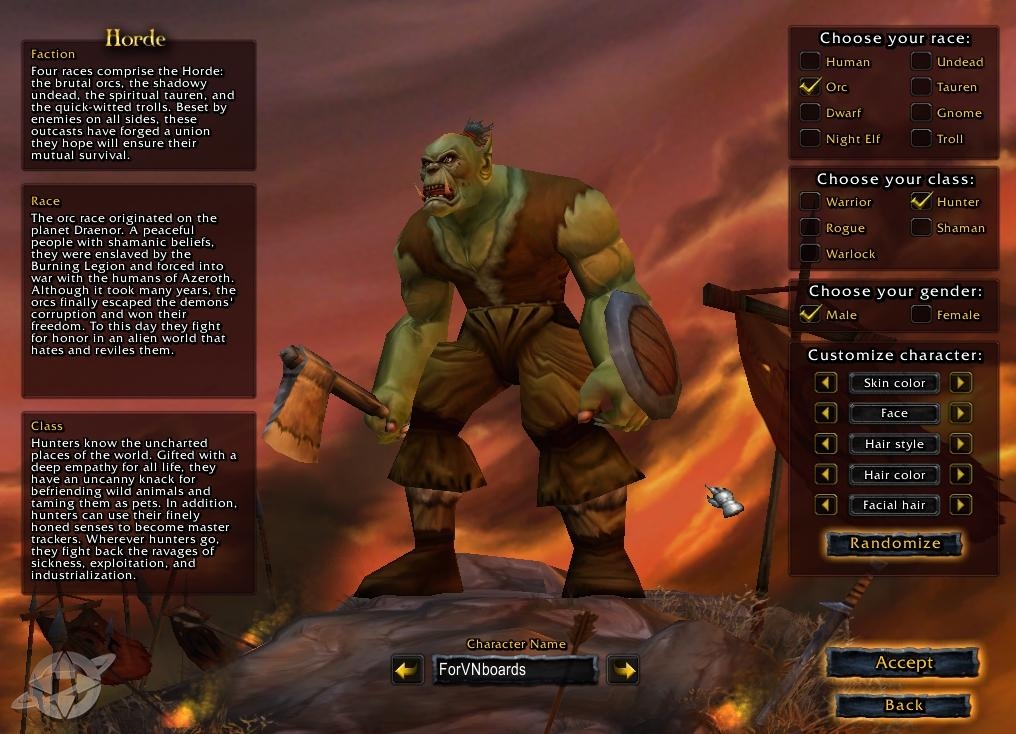 Horde
Faction
Four races comprise the Horde:
the brutal orcs, the shadowy
undead, the spiritual tauren, and
the quick-witted trolls. Beset by
enemies on all sides, these
outcasts have forged a union
they hope will ensure their
mutual survival.
Race
The orc race originated on the
planet Draenor. A peaceful
people with shamanic beliefs,
they were enslaved by the
Burning Legion and forced into
war with the humans of Azeroth.
Although it took many years, the
orcs finally escaped the demons'
corruption and won their
freedom. To this day they fight
for honor in an alien world that
hates and reviles them.
Class
Hunters know the uncharted
places of the world. Gifted with a
deep empathy for all life, they
have an uncanny knack for
befriending wild animals and
taming them as pets. In addition,
hunters can use their finely
honed senses to become master
trackers. Wherever hunters go,
they fight back the ravages of
sickness, exploitation, and
industrialization.
Character Name
ForVNboards
Choose your race:
Human Undead
Orc Tauren
Dwarf Gnome
Night Elf Troll
Choose your class:
Warrior Hunter
Rogue Shaman
Warlock
Choose your gender:
Male Female
Customize character:
Skin color
Face
Hair style
Hair color
Facial hair
Randomize
Accept
Back